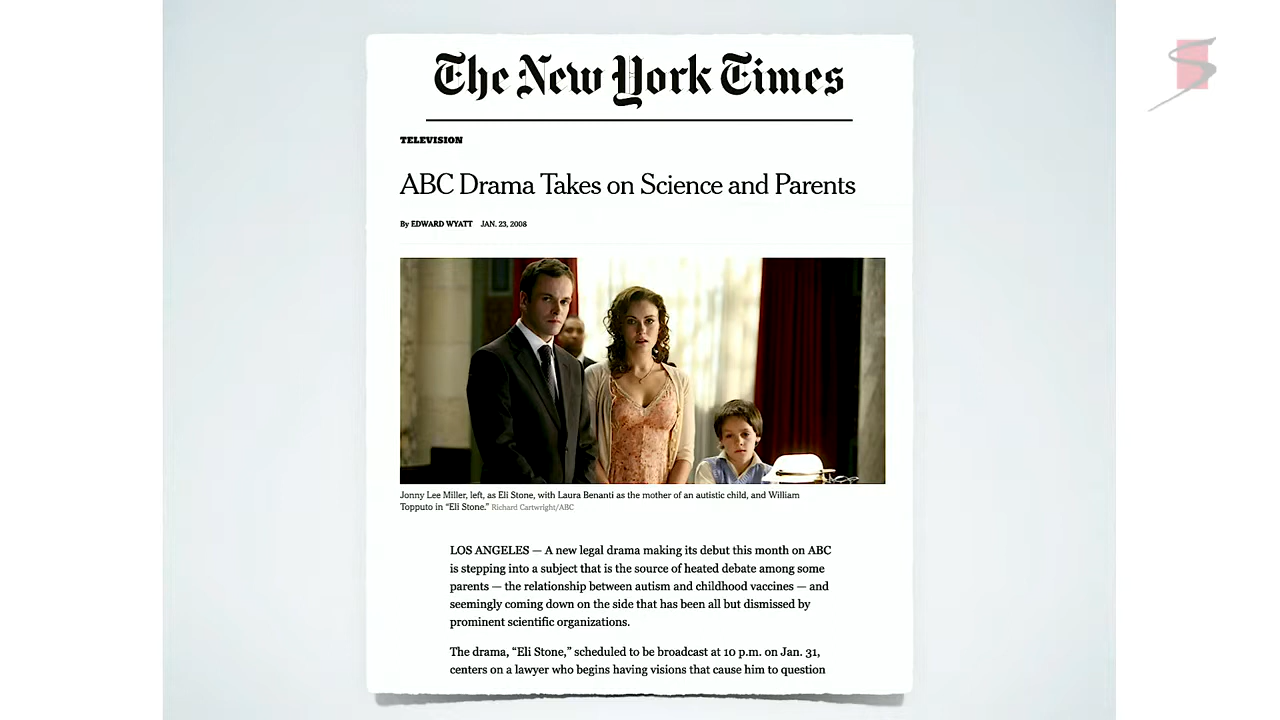 The New York Times
TELEVISION
ABC Drama Takes on Science and Parents
By EDWARD WYATT JAN. 23, 2008
Jonny Lee Miller, left, as Eli Stone, with Laura Benanti as the mother of an autistic child, and William
Topputo in “Eli Stone.” Richard Cartwright/ABC
LOS ANGELES — A new legal drama making its debut this month on ABC
is stepping into a subject that is the source of heated debate among some
parents — the relationship between autism and childhood vaccines — and
seemingly coming down on the side that has been all but dismissed by
prominent scientific organizations.
The drama, “Eli Stone,” scheduled to be broadcast at 10 p.m. on Jan. 31,
centers on a lawyer who begins having visions that cause him to question